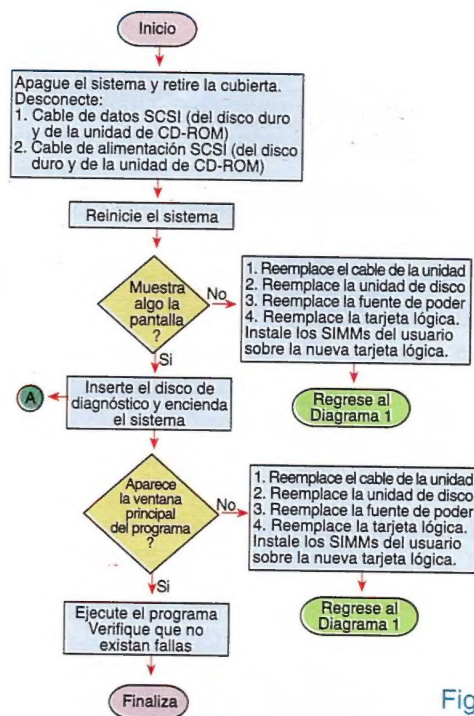 Inicio
Apague el sistema y retire la cubierta.
Desconecte:
1. Cable de datos SCSI (del disco duro
y de la unidad de CD-ROM)
2. Cable de alimentación SCSI (del disco
duro y de la unidad de CD-ROM)
Reinicie el sistema
Muestra
algo la
pantalla
?
No
1. Reemplace el cable de la unidad
2. Reemplace la unidad de disco
3. Reemplace la fuente de poder
4. Reemplace la tarjeta lógica.
Instale los SIMMs del usuario
sobre la nueva tarjeta lógica.
Regrese al
Diagrama 1
Si
A
Inserte el disco de
diagnóstico y encienda
el sistema
Aparece
la ventana
principal
del programa
?
No
1. Reemplace el cable de la unidad
2. Reemplace la unidad de disco
3. Reemplace la fuente de poder
4. Reemplace la tarjeta lógica.
Instale los SIMMs del usuario
sobre la nueva tarjeta lógica.
Regrese al
Diagrama 1
Si
Ejecute el programa
Verifique que no
existan fallas
Finaliza
Fig